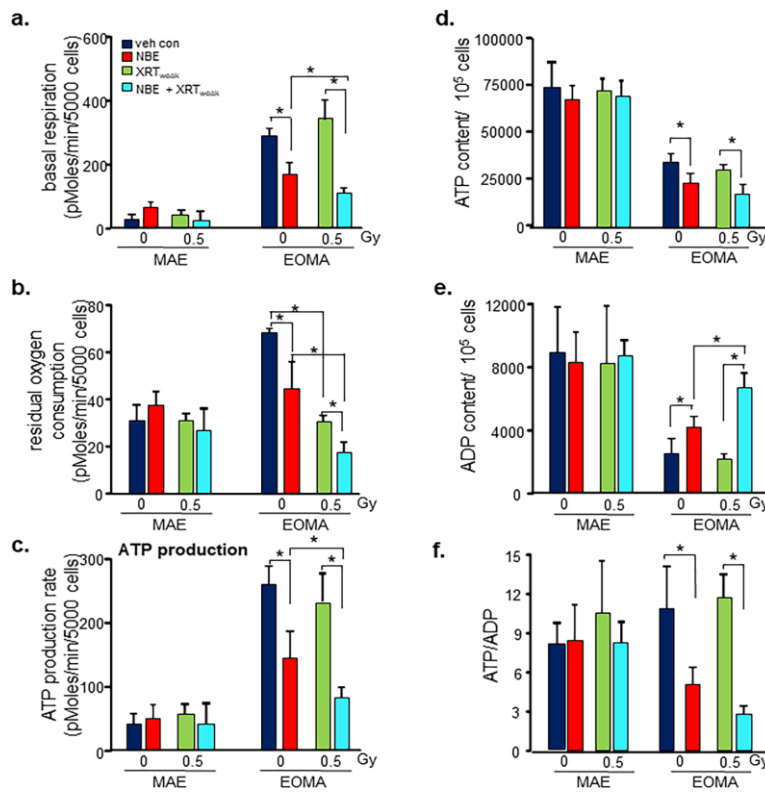 a.
basal respiration
(pMoles/min/5000 cells)
600
400
200
0
veh con
NBE
XRTweak
NBE + XRTweak
*
*
*
0 0.5 0 0.5 Gy
MAE EOMA
b.
residual oxygen
consumption
(pMoles/min/5000 cells)
80
60
40
20
0
*
*
*
*
0 0.5 0 0.5 Gy
MAE EOMA
c.
ATP production
ATP production rate
(pMoles/min/5000 cells)
300
200
100
0
*
*
*
0 0.5 0 0.5 Gy
MAE EOMA
d.
ATP content/ 10⁵ cells
100000
75000
50000
25000
0
*
*
0 0.5 0 0.5 Gy
MAE EOMA
e.
ADP content/ 10⁵ cells
12000
8000
4000
0
*
*
*
0 0.5 0 0.5 Gy
MAE EOMA
f.
ATP/ADP
15
12
9
6
3
0
*
*
0 0.5 0 0.5 Gy
MAE EOMA